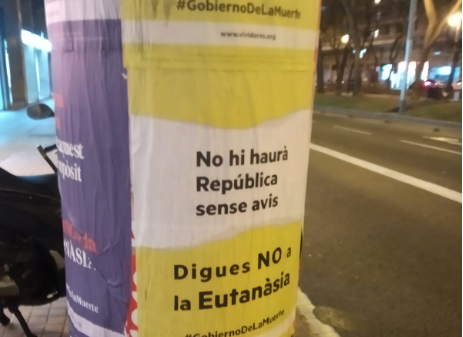 #GobiernoDeLaMuerte
www.vividores.org
No hi haurà
República
sense avis
Digues NO a
la Eutanàsia
#GobiernoDeLaMuerte